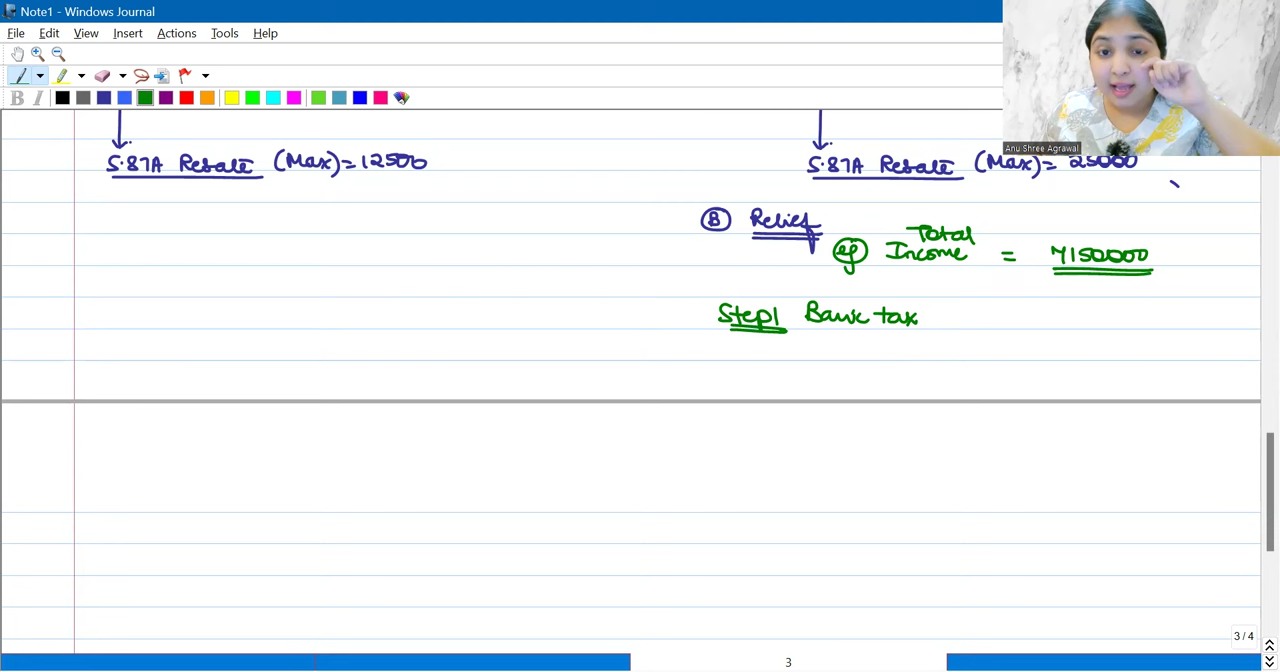 Note1 - Windows Journal
File Edit View Insert Actions Tools Help
B I
Anu Shree Agrawal
S.87A Rebate (Max)= 12500
S.87A Rebate (Max)= 25000
B Relief
eg Total Income = 7150000
Step1 Basic tax
3 / 4
3